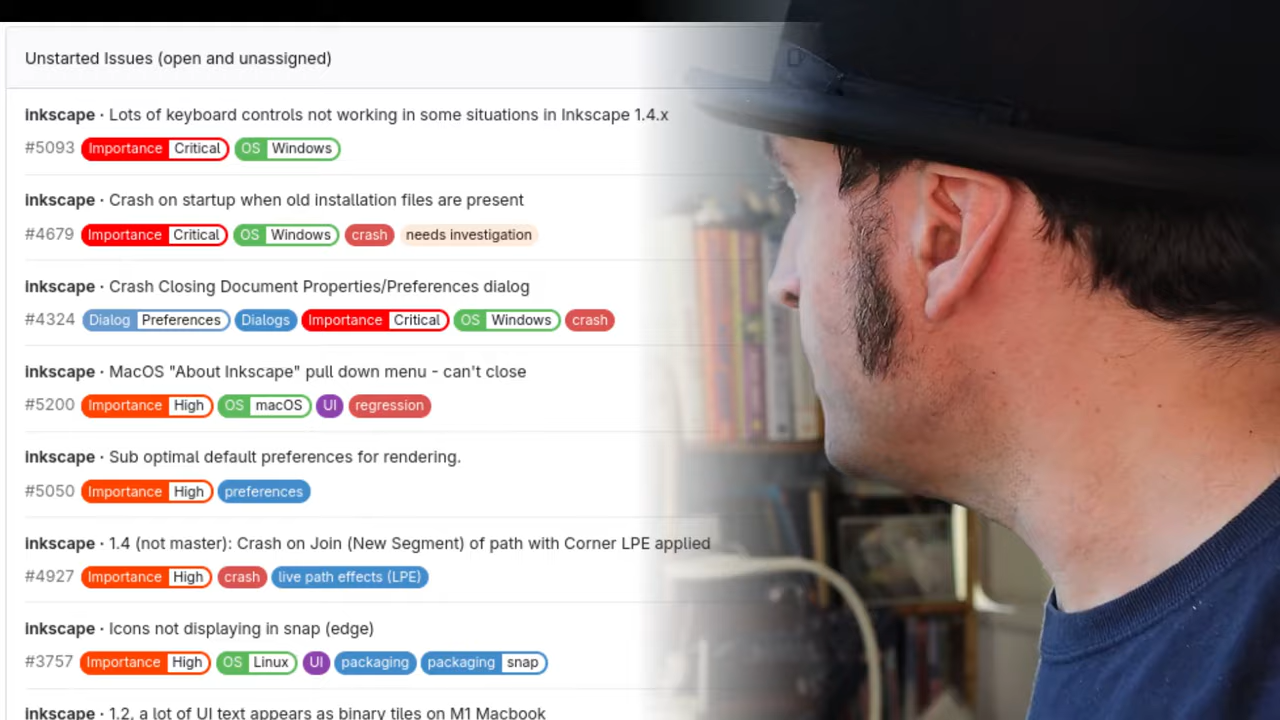 Unstarted Issues (open and unassigned)
inkscape · Lots of keyboard controls not working in some situations in Inkscape 1.4.x
#5093 Importance Critical OS Windows
inkscape · Crash on startup when old installation files are present
#4679 Importance Critical OS Windows crash needs investigation
inkscape · Crash Closing Document Properties/Preferences dialog
#4324 Dialog Preferences Dialogs Importance Critical OS Windows crash
inkscape · MacOS "About Inkscape" pull down menu - can't close
#5200 Importance High OS macOS UI regression
inkscape · Sub optimal default preferences for rendering.
#5050 Importance High preferences
inkscape · 1.4 (not master): Crash on Join (New Segment) of path with Corner LPE applied
#4927 Importance High crash live path effects (LPE)
inkscape · Icons not displaying in snap (edge)
#3757 Importance High OS Linux UI packaging packaging snap
inkscape · 1.2, a lot of UI text appears as binary tiles on M1 Macbook